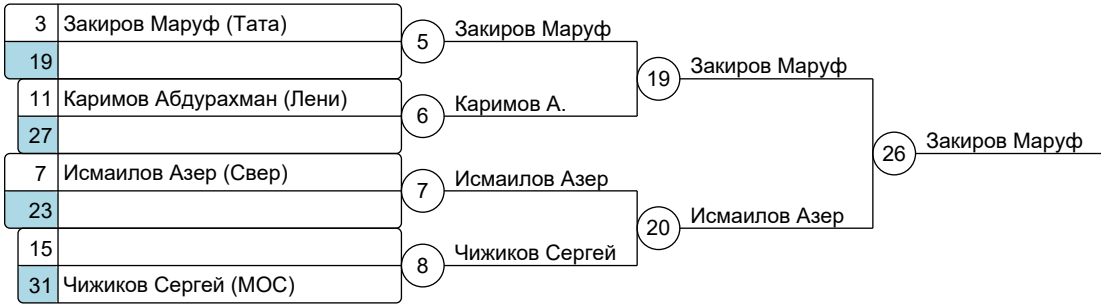 3 Закиров Маруф (Тата)
19
11 Каримов Абдурахман (Лени)
27
7 Исмаилов Азер (Свер)
23
15
31 Чижиков Сергей (МОС)
5 Закиров Маруф
6 Каримов А.
7 Исмаилов Азер
8 Чижиков Сергей
19 Закиров Маруф
20 Исмаилов Азер
26 Закиров Маруф